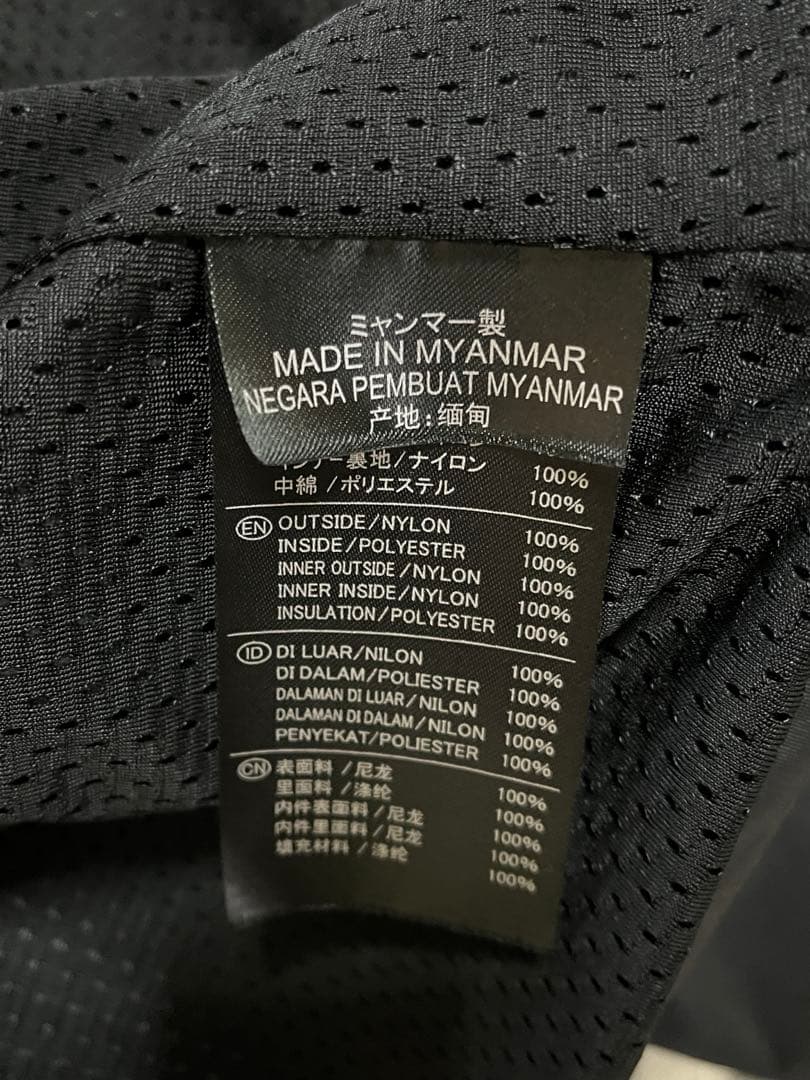 ミャンマー製
MADE IN MYANMAR
NEGARA PEMBUAT MYANMAR
产地:缅甸
インナー裏地/ナイロン 100%
中綿 /ポリエステル 100%
EN OUTSIDE/NYLON 100%
INSIDE/POLYESTER 100%
INNER OUTSIDE/NYLON 100%
INNER INSIDE/NYLON 100%
INSULATION/POLYESTER 100%
ID DI LUAR/NILON 100%
DI DALAM/POLIESTER 100%
DALAMAN DI LUAR/NILON 100%
DALAMAN DI DALAM/NILON 100%
PENYEKAT/POLIESTER 100%
CN 表面料/尼龙 100%
里面料/涤纶 100%
内件表面料/尼龙 100%
内件里面料/尼龙 100%
填充材料/涤纶 100%